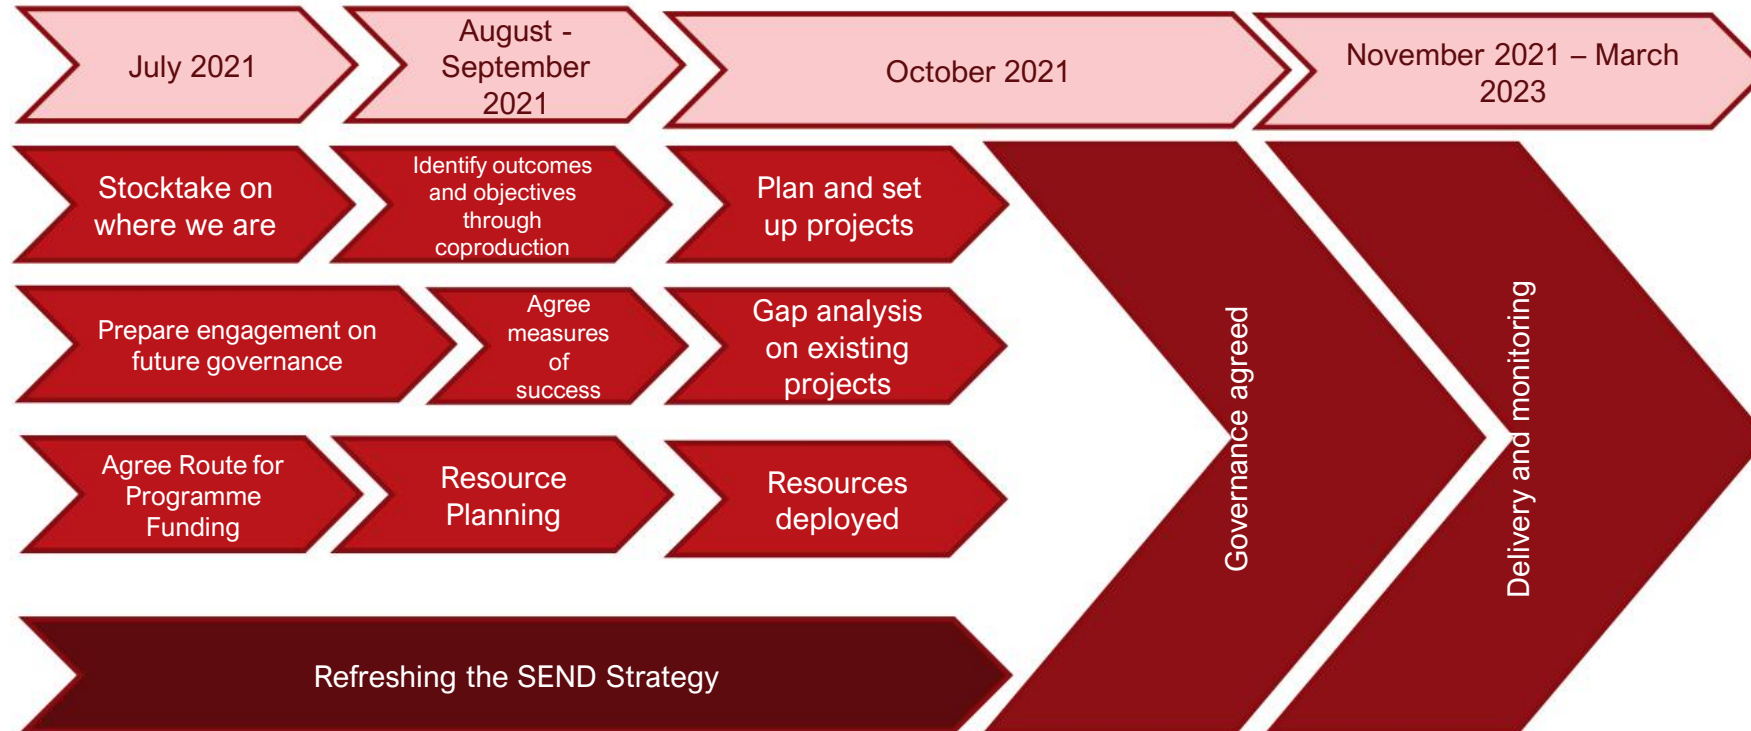 July 2021
August -
September
2021
October 2021
November 2021 – March
2023
Stocktake on
where we are
Identify outcomes
and objectives
through
coproduction
Plan and set
up projects
Prepare engagement on
future governance
Agree
measures
of
success
Gap analysis
on existing
projects
Agree Route for
Programme
Funding
Resource
Planning
Resources
deployed
Governance agreed
Delivery and monitoring
Refreshing the SEND Strategy